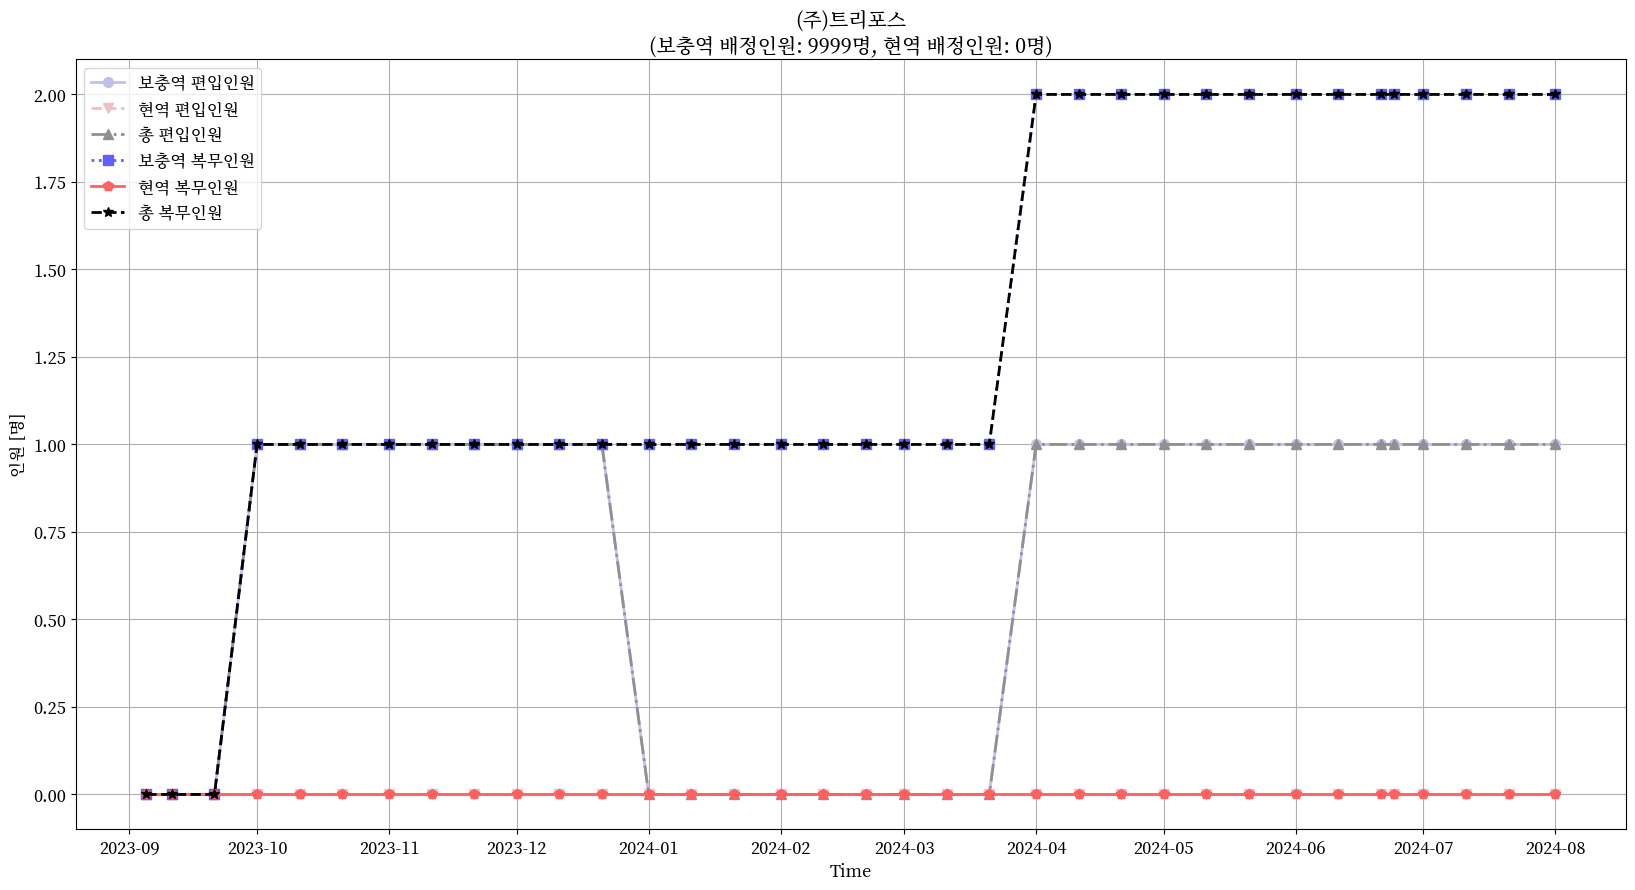 (주)트리포스
(보충역 배정인원: 9999명, 현역 배정인원: 0명)
보충역 편입인원
현역 편입인원
총 편입인원
보충역 복무인원
현역 복무인원
총 복무인원
2.00
1.75
1.50
1.25
1.00
0.75
0.50
0.25
0.00
인원 [명]
2023-09 2023-10 2023-11 2023-12 2024-01 2024-02 2024-03 2024-04 2024-05 2024-06 2024-07 2024-08
Time